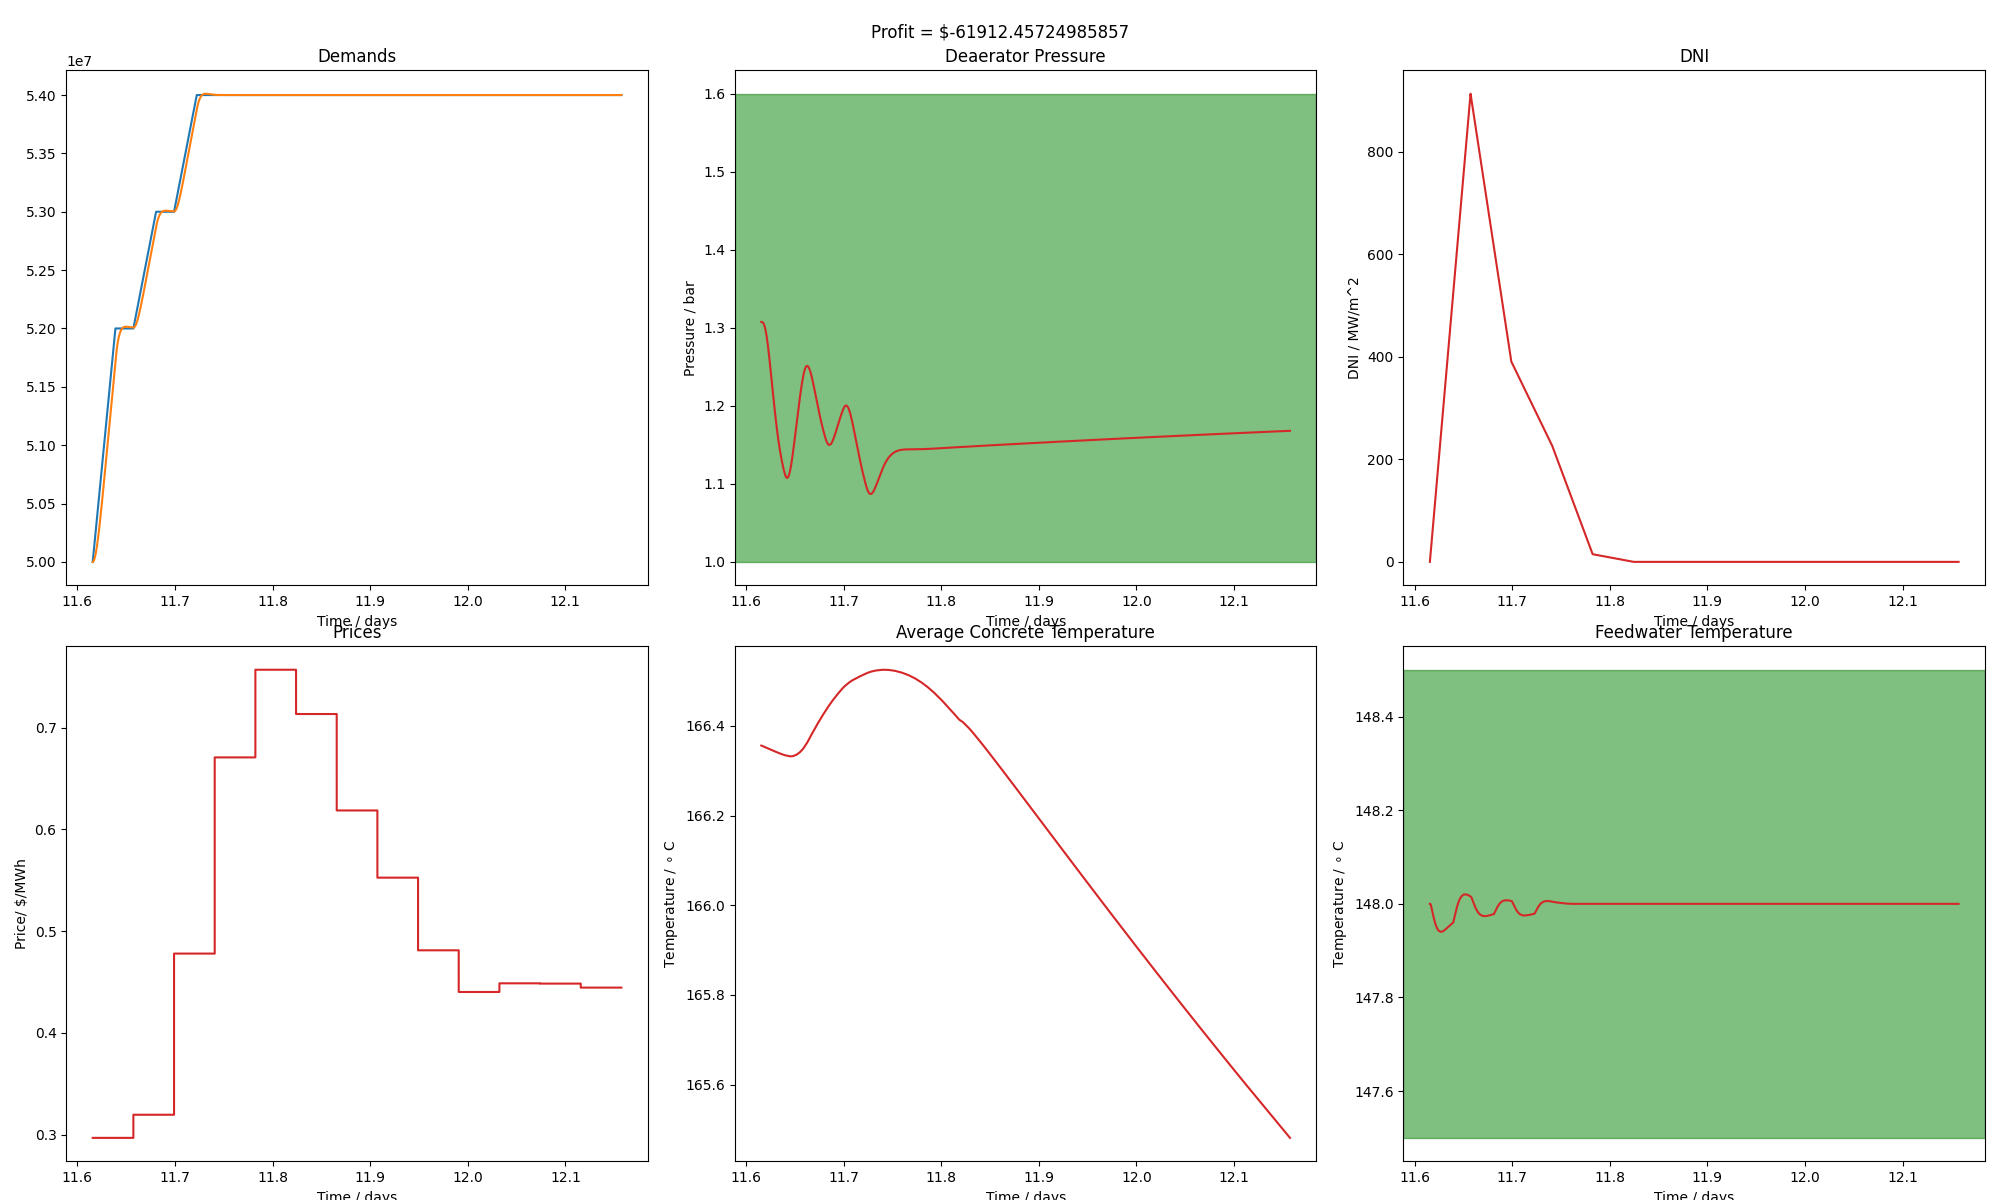 Profit = $-61912.45724985857
Demands
1e7
5.40
5.35
5.30
5.25
5.20
5.15
5.10
5.05
5.00
11.6 11.7 11.8 11.9 12.0 12.1
Time / days
Deaerator Pressure
Pressure / bar
1.6
1.5
1.4
1.3
1.2
1.1
1.0
11.6 11.7 11.8 11.9 12.0 12.1
Time / days
DNI
DNI / MW/m^2
800
600
400
200
0
11.6 11.7 11.8 11.9 12.0 12.1
Time / days
Prices
Price/ $/MWh
0.7
0.6
0.5
0.4
0.3
11.6 11.7 11.8 11.9 12.0 12.1
Time / days
Average Concrete Temperature
Temperature / ∘ C
166.4
166.2
166.0
165.8
165.6
11.6 11.7 11.8 11.9 12.0 12.1
Time / days
Feedwater Temperature
Temperature / ∘ C
148.4
148.2
148.0
147.8
147.6
11.6 11.7 11.8 11.9 12.0 12.1
Time / days